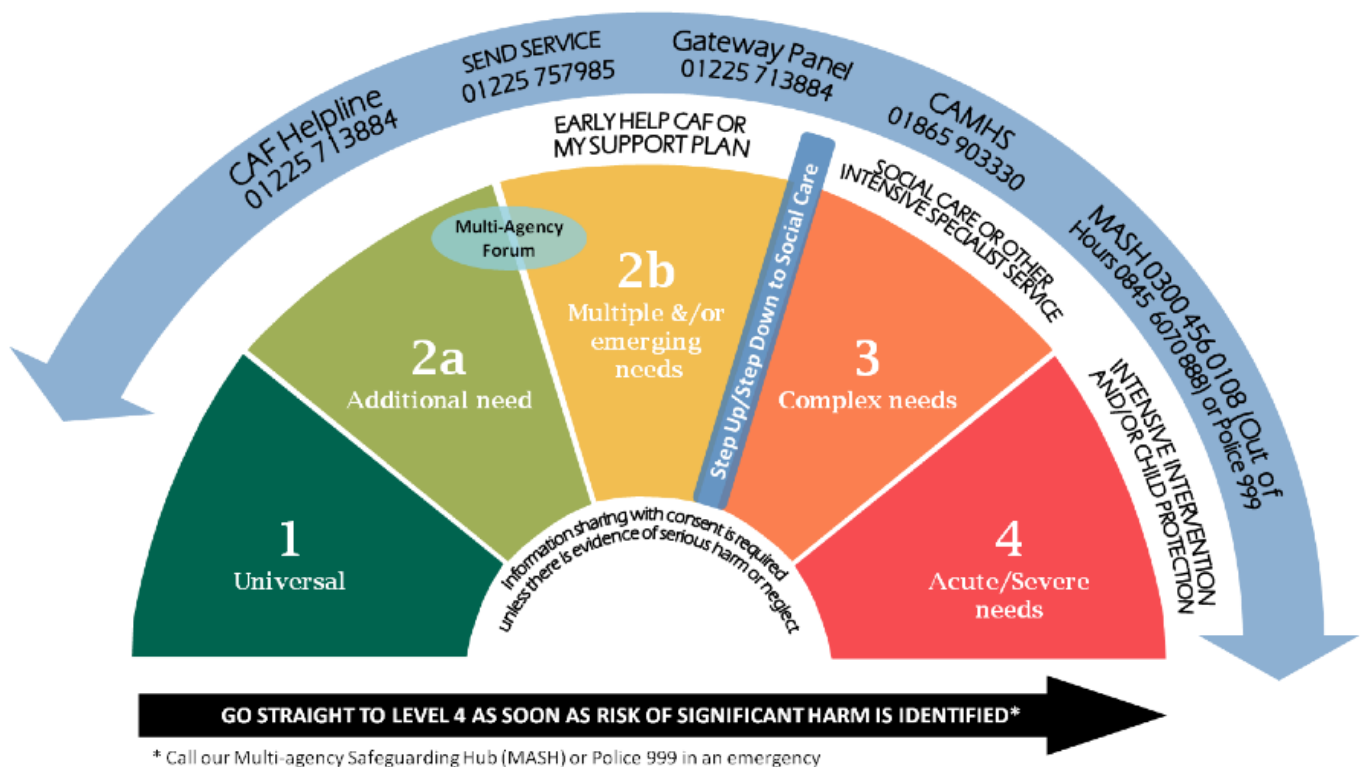 CAF Helpline
01225 713884
SEND SERVICE
01225 757985
Gateway Panel
01225 713884
CAMHS
01865 903330
MASH 0300 456 0108 (Out of
Hours 0845 6070 888) or Police 999
EARLY HELP CAF OR
MY SUPPORT PLAN
SOCIAL CARE OR OTHER
INTENSIVE SPECIALIST SERVICE
INTENSIVE INTERVENTION
AND/OR CHILD PROTECTION
1
Universal
2a
Additional need
Multi-Agency
Forum
2b
Multiple &/or
emerging
needs
Step Up/Step Down to Social Care
3
Complex needs
4
Acute/Severe
needs
Information sharing with consent is required
unless there is evidence of serious harm or neglect
GO STRAIGHT TO LEVEL 4 AS SOON AS RISK OF SIGNIFICANT HARM IS IDENTIFIED*
* Call our Multi-agency Safeguarding Hub (MASH) or Police 999 in an emergency